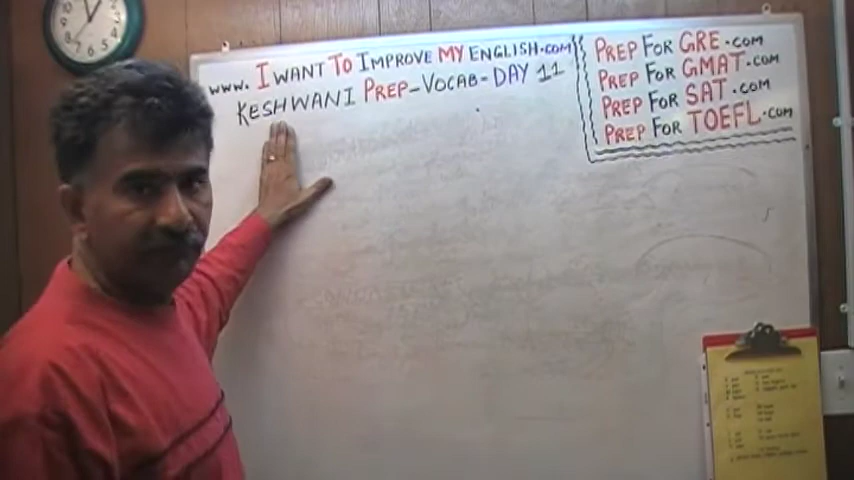 www. I WANT TO IMPROVE MY ENGLISH.COM
KESHWANI PREP-VOCAB-DAY 11
PREP FOR GRE.COM
PREP FOR GMAT.COM
PREP FOR SAT.COM
PREP FOR TOEFL.COM